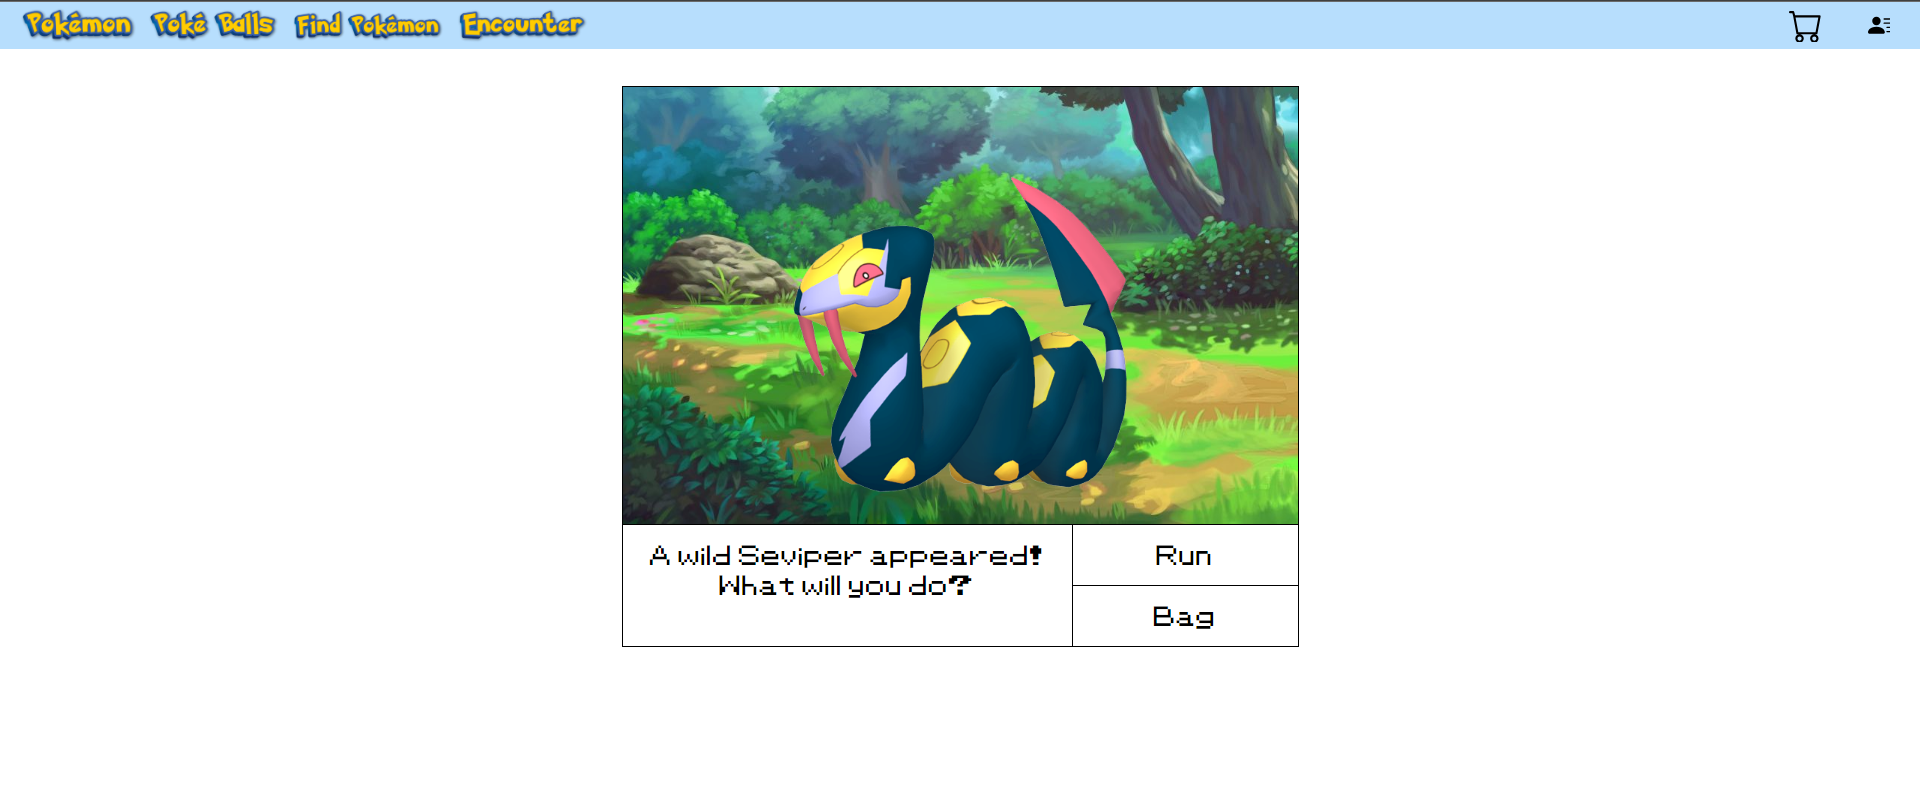 Pokémon Poké Balls Find Pokémon Encounter
A wild Seviper appeared!
What will you do?
Run
Bag